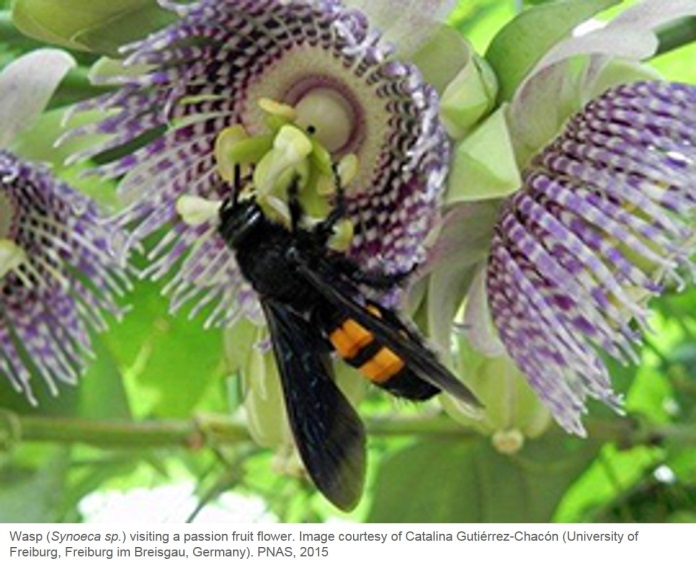 Wasp (Synoeca sp.) visiting a passion fruit flower. Image courtesy of Catalina Gutiérrez-Chacón (University of
Freiburg, Freiburg im Breisgau, Germany). PNAS, 2015